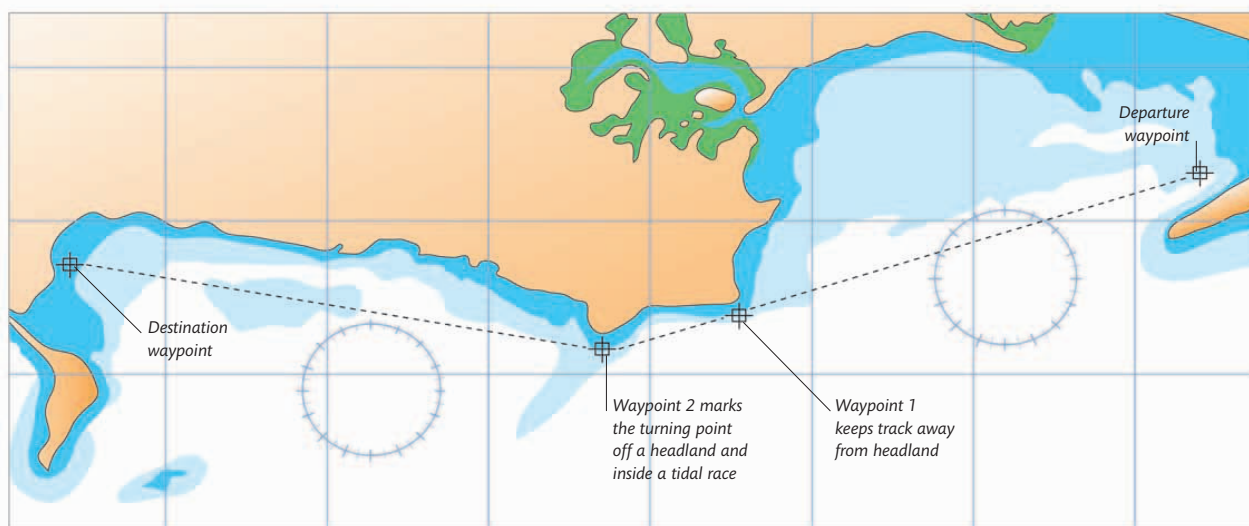 Departure
waypoint
Destination
waypoint
Waypoint 2 marks
the turning point
off a headland and
inside a tidal race
Waypoint 1
keeps track away
from headland